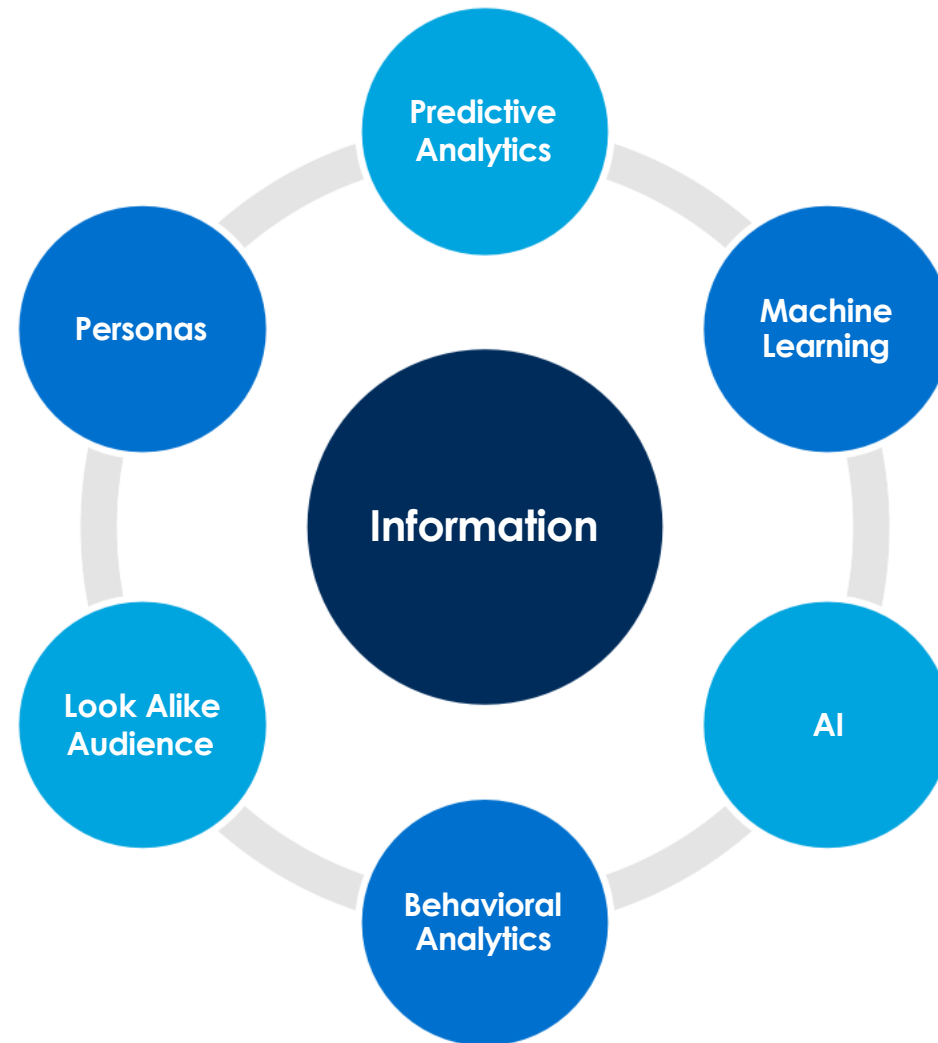 Predictive
Analytics
Machine
Learning
AI
Behavioral
Analytics
Look Alike
Audience
Personas
Information